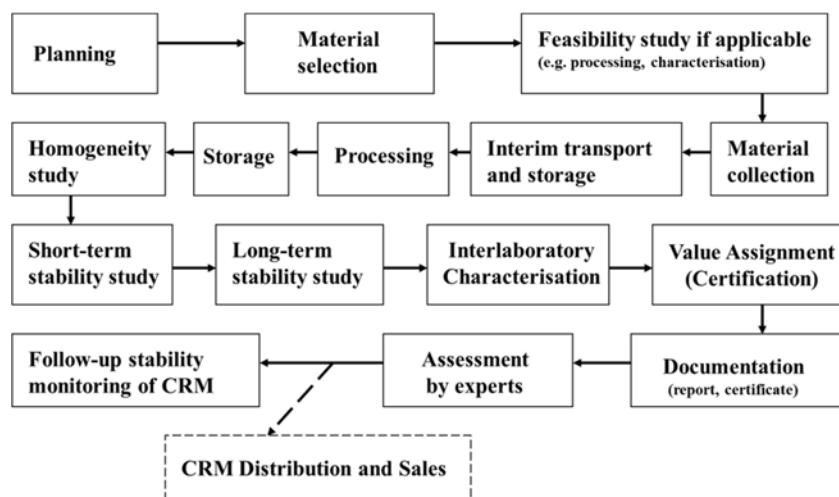 Planning
Material
selection
Feasibility study if applicable
(e.g. processing, characterisation)
Homogeneity
study
Storage
Processing
Interim transport
and storage
Material
collection
Short-term
stability study
Long-term
stability study
Interlaboratory
Characterisation
Value Assignment
(Certification)
Follow-up stability
monitoring of CRM
Assessment
by experts
Documentation
(report, certificate)
CRM Distribution and Sales